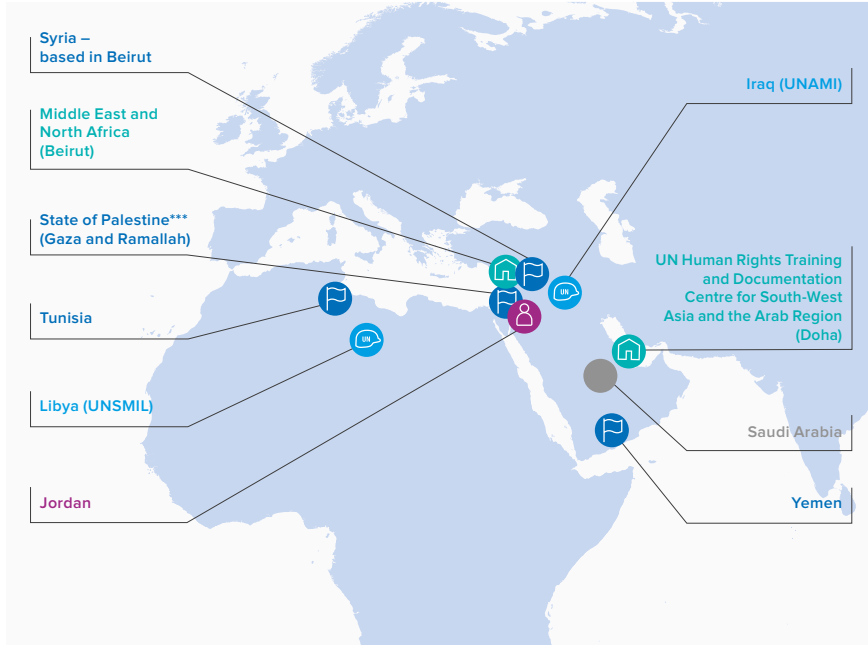 Syria –
based in Beirut
Middle East and
North Africa
(Beirut)
State of Palestine***
(Gaza and Ramallah)
Tunisia
Libya (UNSMIL)
Jordan
Iraq (UNAMI)
UN Human Rights Training
and Documentation
Centre for South-West
Asia and the Arab Region
(Doha)
Saudi Arabia
Yemen
UN
UN